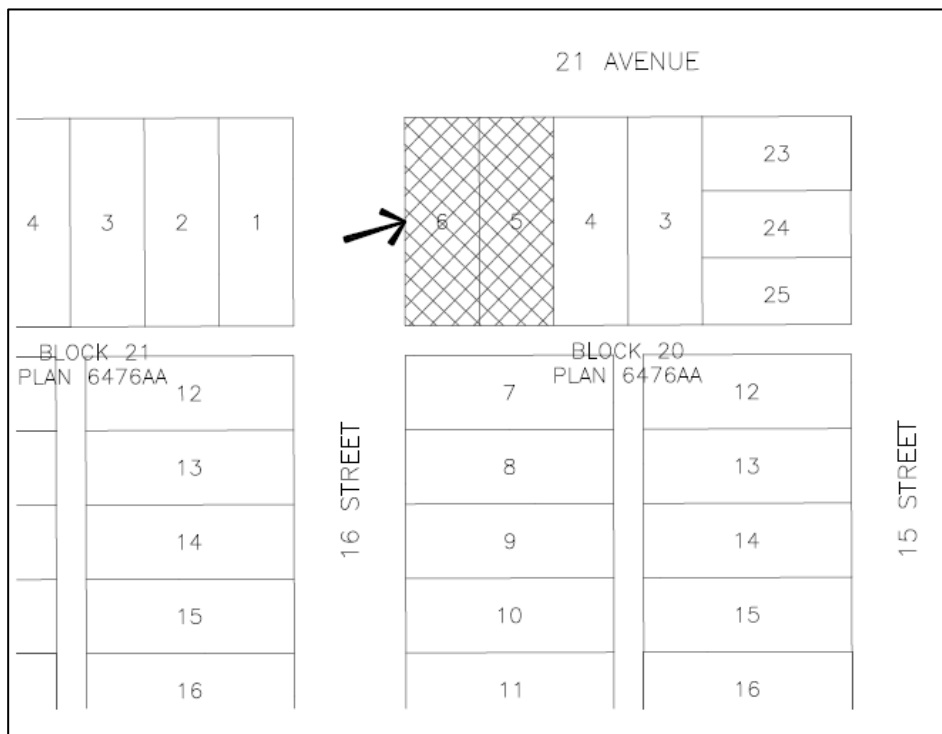 21 AVENUE
4 3 2 1 6 5 4 3 23
24
25
BLOCK 21
PLAN 6476AA
BLOCK 20
PLAN 6476AA
12 7 12
13 8 13
14 9 14
15 10 15
16 11 16
16 STREET
15 STREET